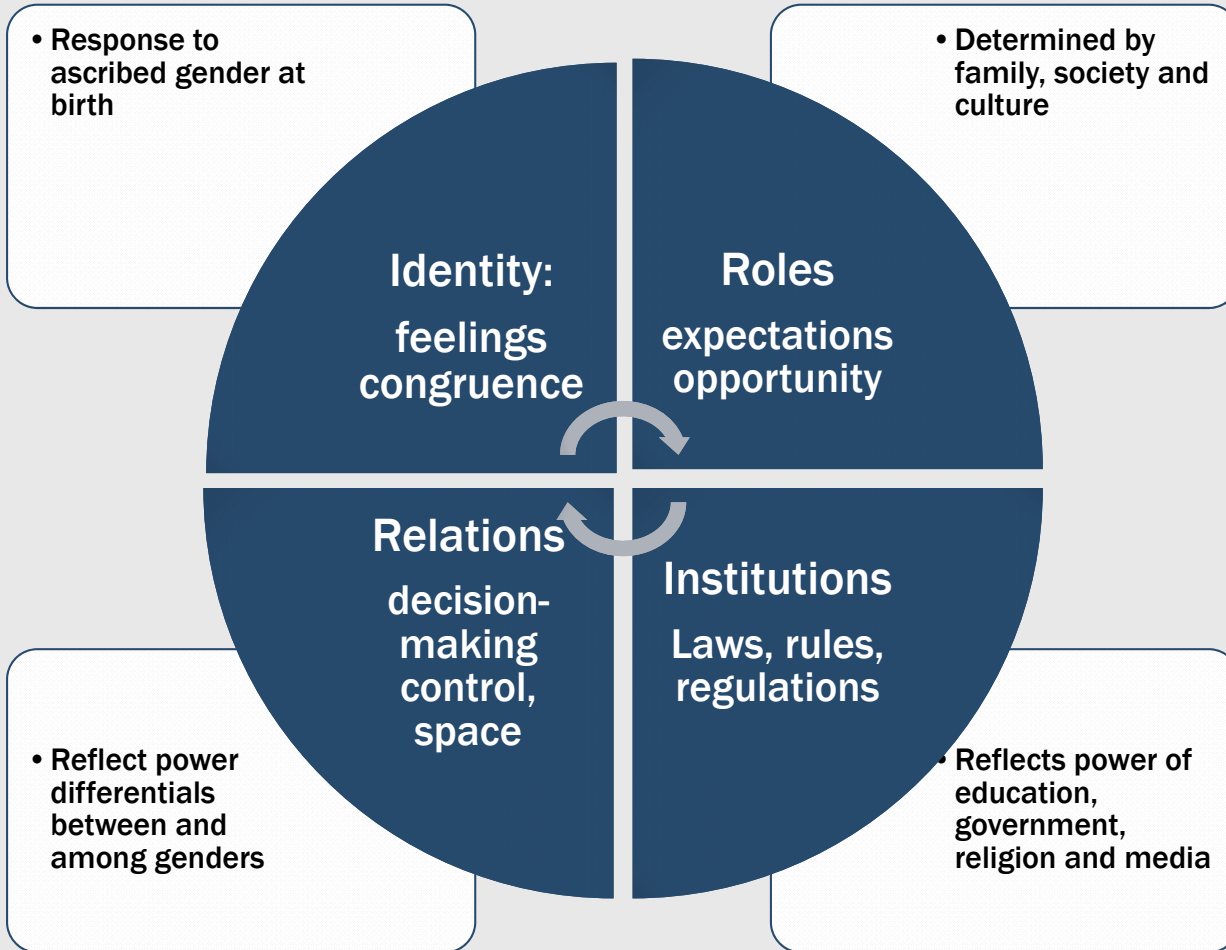 • Response to
ascribed gender at
birth
• Determined by
family, society and
culture
Identity:
feelings
congruence
Roles
expectations
opportunity
Relations
decision-
making
control,
space
Institutions
Laws, rules,
regulations
• Reflect power
differentials
between and
among genders
• Reflects power of
education,
government,
religion and media